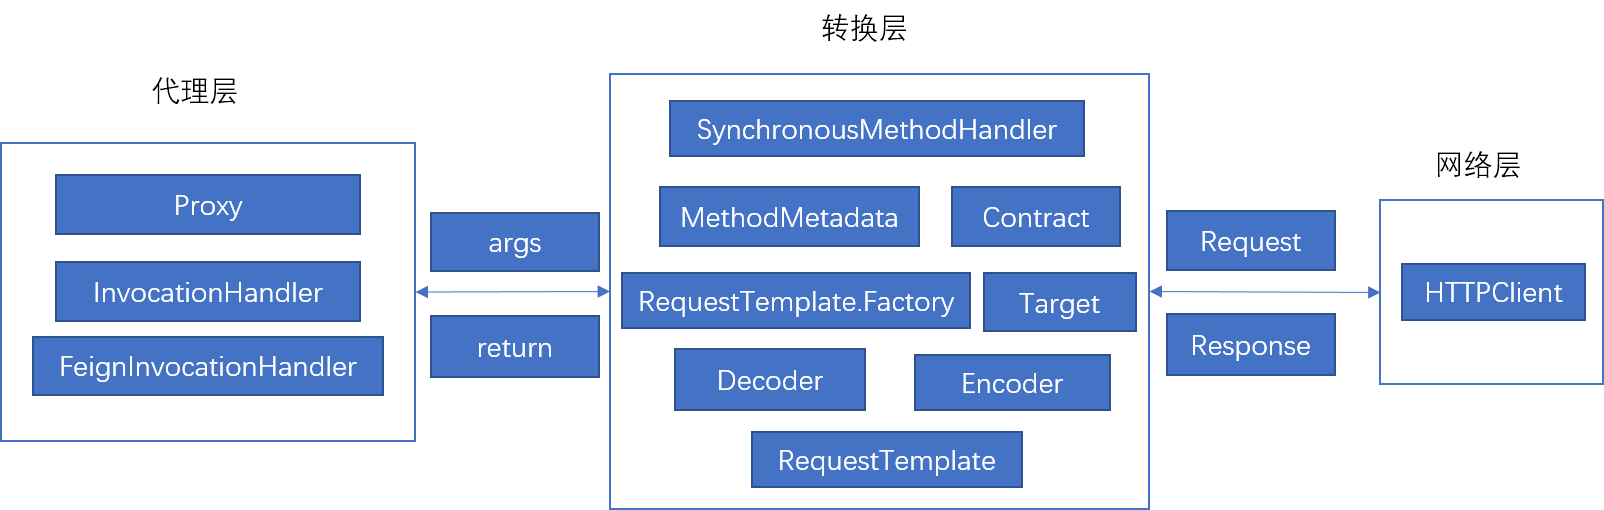 代理层
Proxy
InvocationHandler
FeignInvocationHandler
args
return
转换层
SynchronousMethodHandler
MethodMetadata
Contract
RequestTemplate.Factory
Target
Decoder
Encoder
RequestTemplate
Request
Response
网络层
HTTPClient